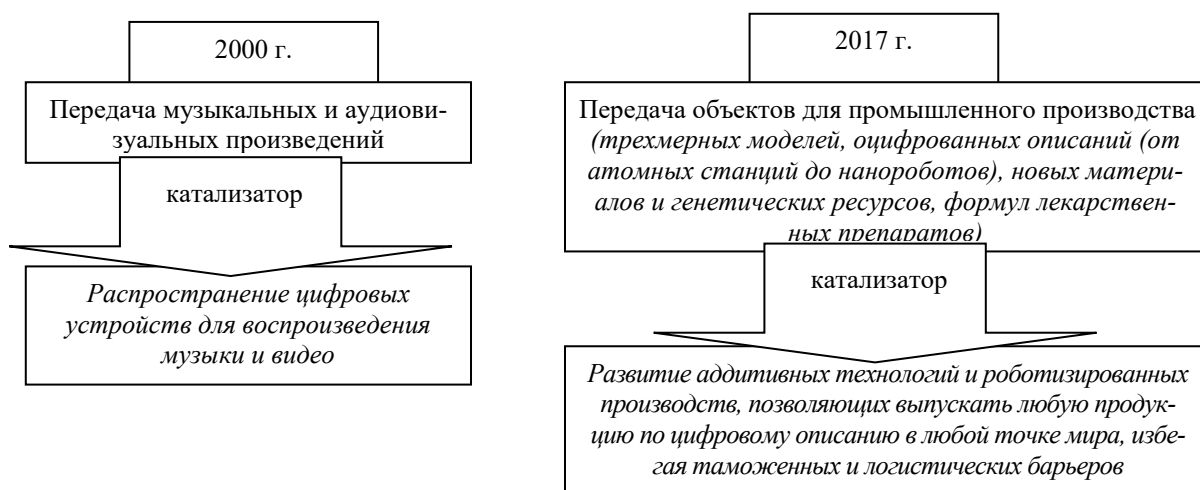 2000 г.
Передача музыкальных и аудиови-
зуальных произведений
катализатор
Распространение цифровых
устройств для воспроизведения
музыки и видео
2017 г.
Передача объектов для промышленного производства
(трехмерных моделей, оцифрованных описаний (от
атомных станций до нанороботов), новых матери-
алов и генетических ресурсов, формул лекарствен-
ных препаратов)
катализатор
Развитие аддитивных технологий и роботизированных
производств, позволяющих выпускать любую продук-
цию по цифровому описанию в любой точке мира, избе-
гая таможенных и логистических барьеров